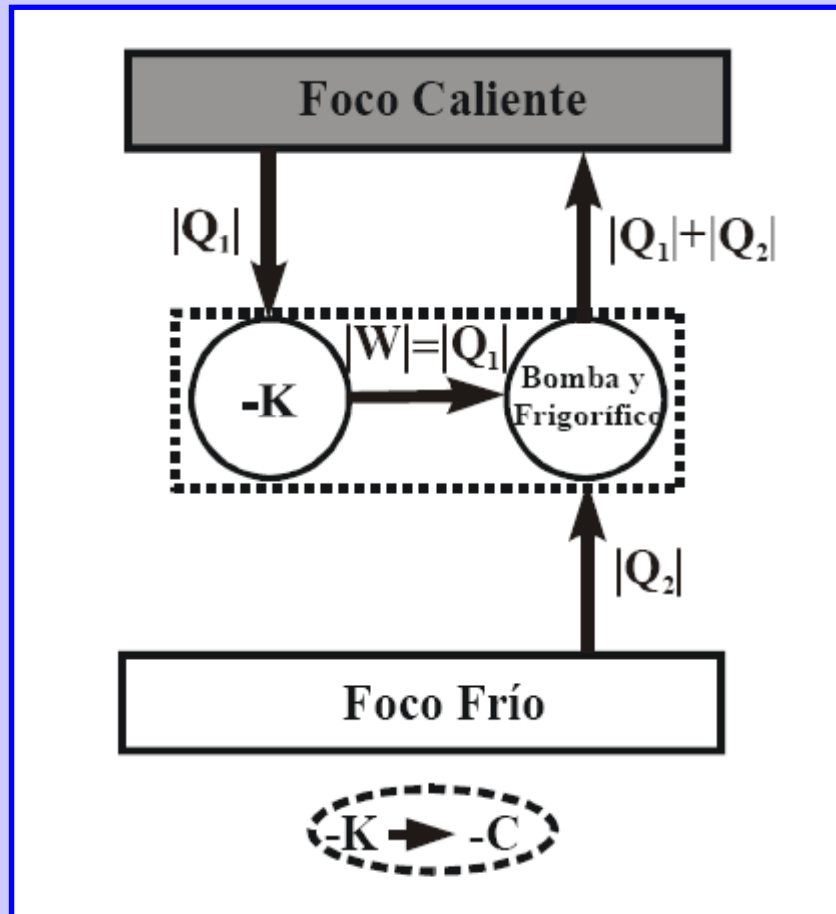 Foco Caliente
|Q₁|
|Q₁|+|Q₂|
|W|=|Q₁|
-K
Bomba y
Frigorífico
|Q₂|
Foco Frío
-K → -C